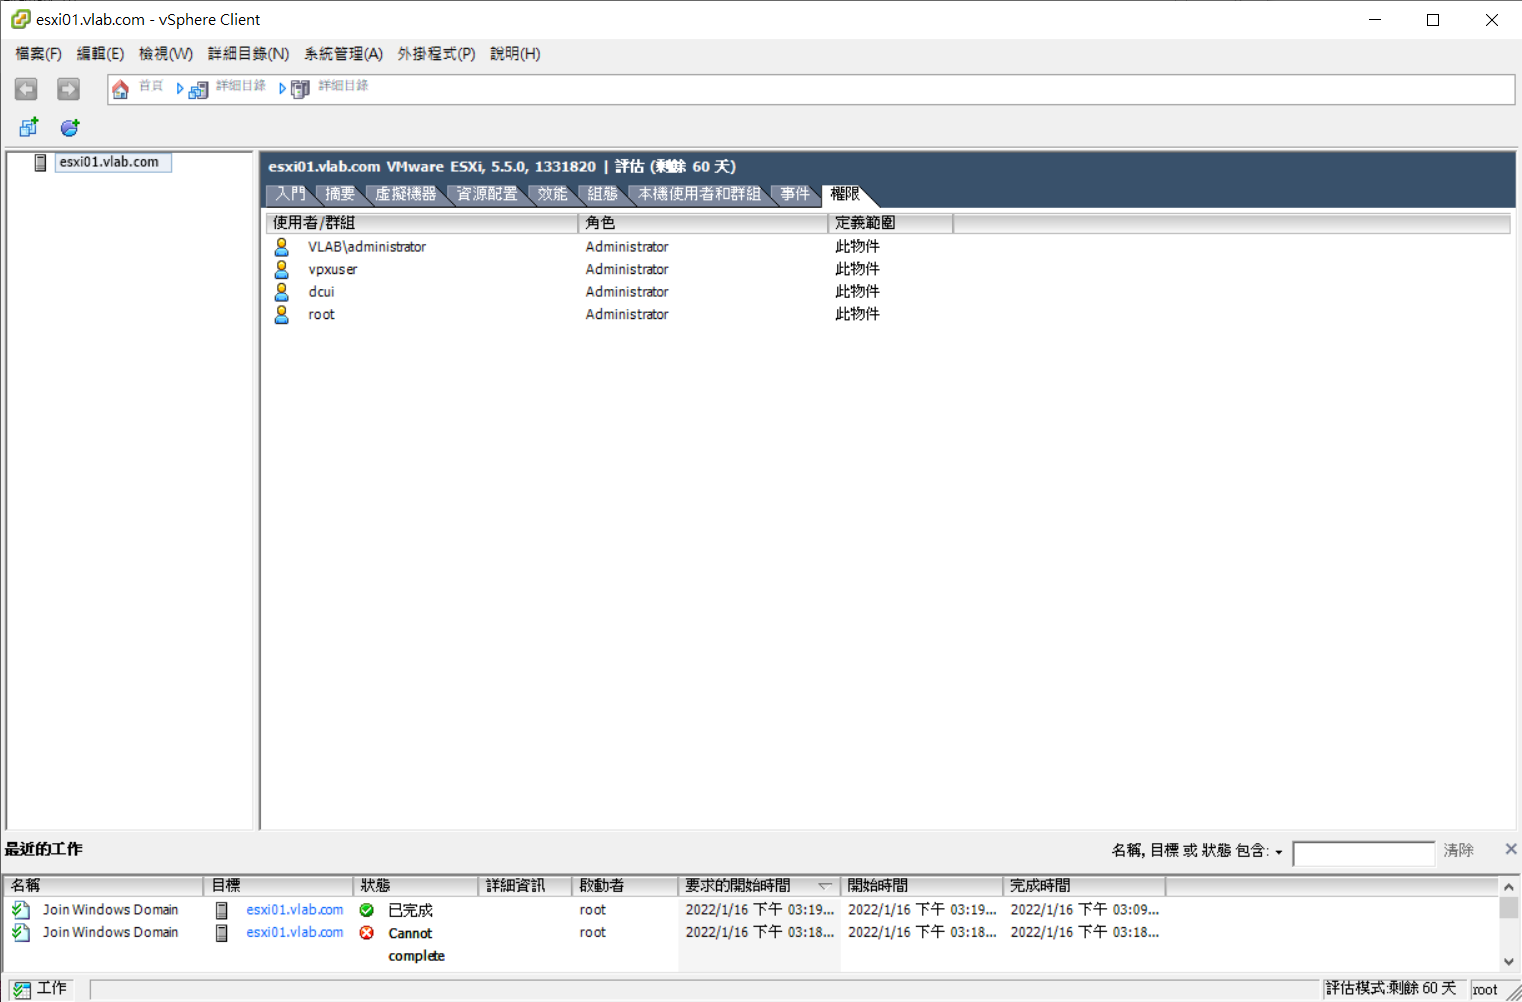 esxi01.vlab.com - vSphere Client
檔案(F) 編輯(E) 檢視(W) 詳細目錄(N) 系統管理(A) 外掛程式(P) 說明(H)
首頁 詳細目錄 詳細目錄
esxi01.vlab.com
esxi01.vlab.com VMware ESXi, 5.5.0, 1331820 | 評估 (剩餘 60 天)
入門 摘要 虛擬機器 資源配置 效能 組態 本機使用者和群組 事件 權限
使用者/群組 角色 定義範圍
VLAB\administrator Administrator 此物件
vpxuser Administrator 此物件
dcui Administrator 此物件
root Administrator 此物件
最近的工作 名稱, 目標 或 狀態 包含: 清除
名稱 目標 狀態 詳細資訊 啟動者 要求的開始時間 開始時間 完成時間
Join Windows Domain esxi01.vlab.com 已完成 root 2022/1/16 下午 03:19... 2022/1/16 下午 03:19... 2022/1/16 下午 03:09...
Join Windows Domain esxi01.vlab.com Cannot root 2022/1/16 下午 03:18... 2022/1/16 下午 03:18... 2022/1/16 下午 03:18...
complete
工作 評估模式:剩餘 60 天 root